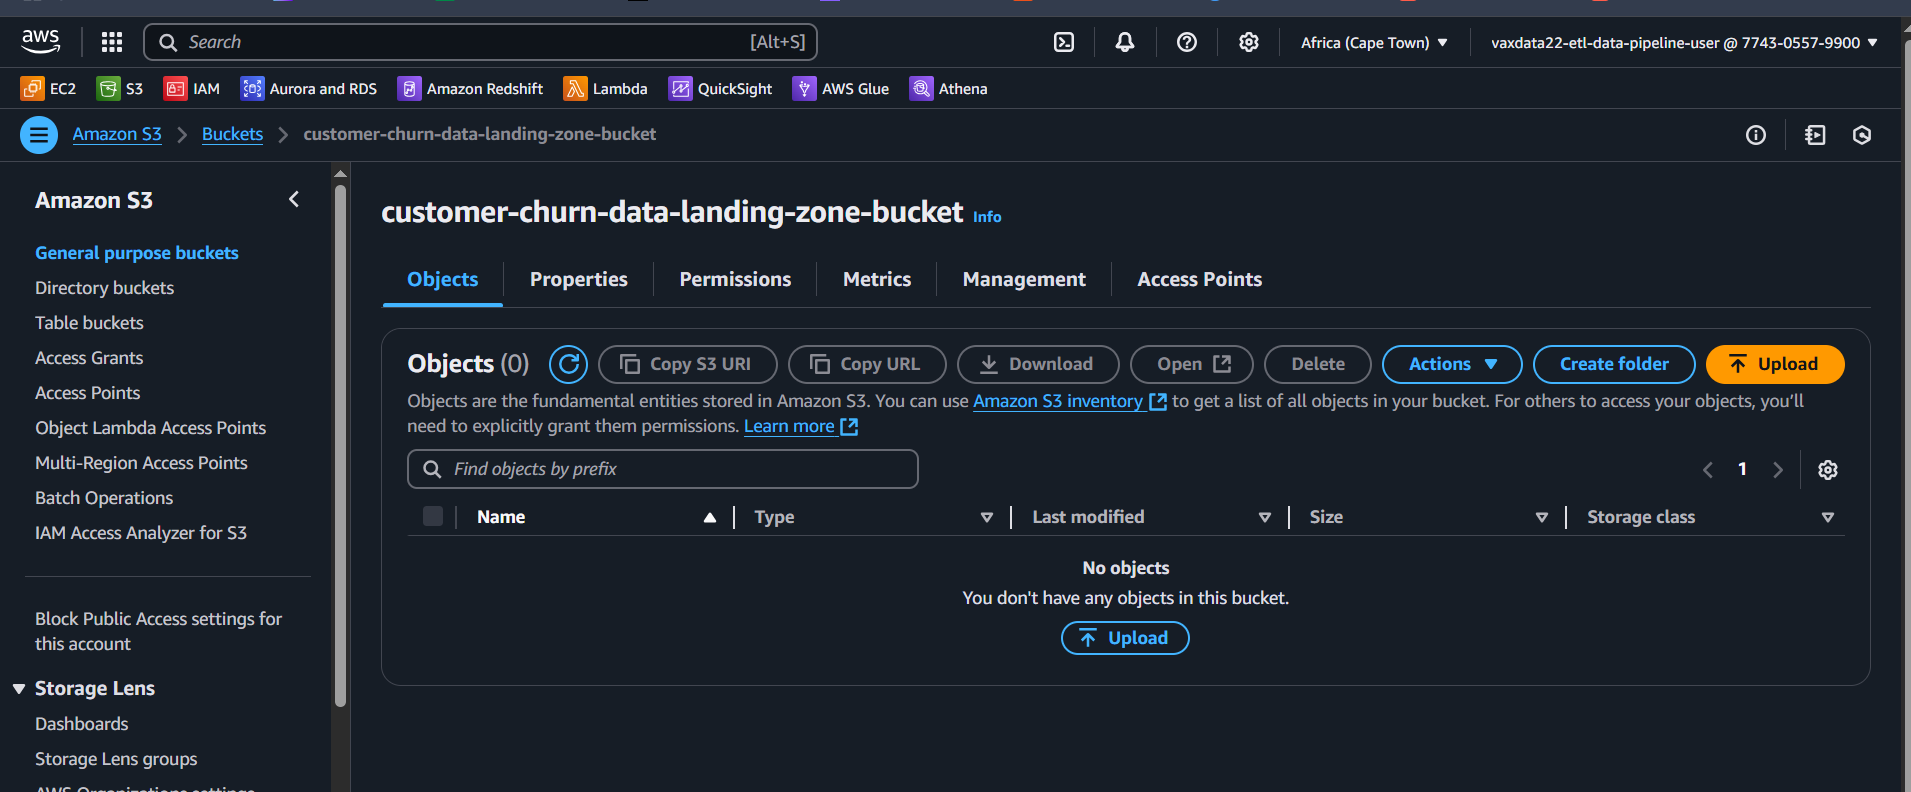 aws
Search [Alt+S]
Africa (Cape Town)
vaxdata22-etl-data-pipeline-user @ 7743-0557-9900
EC2 S3 IAM Aurora and RDS Amazon Redshift Lambda QuickSight AWS Glue Athena
Amazon S3 Buckets customer-churn-data-landing-zone-bucket
Amazon S3
General purpose buckets
Directory buckets
Table buckets
Access Grants
Access Points
Object Lambda Access Points
Multi-Region Access Points
Batch Operations
IAM Access Analyzer for S3
Block Public Access settings for
this account
Storage Lens
Dashboards
Storage Lens groups
AWS Organizations settings
customer-churn-data-landing-zone-bucket Info
Objects Properties Permissions Metrics Management Access Points
Objects (0) Copy S3 URI Copy URL Download Open Delete Actions Create folder Upload
Objects are the fundamental entities stored in Amazon S3. You can use Amazon S3 inventory to get a list of all objects in your bucket. For others to access your objects, you’ll
need to explicitly grant them permissions. Learn more
Find objects by prefix
1
Name Type Last modified Size Storage class
No objects
You don't have any objects in this bucket.
Upload